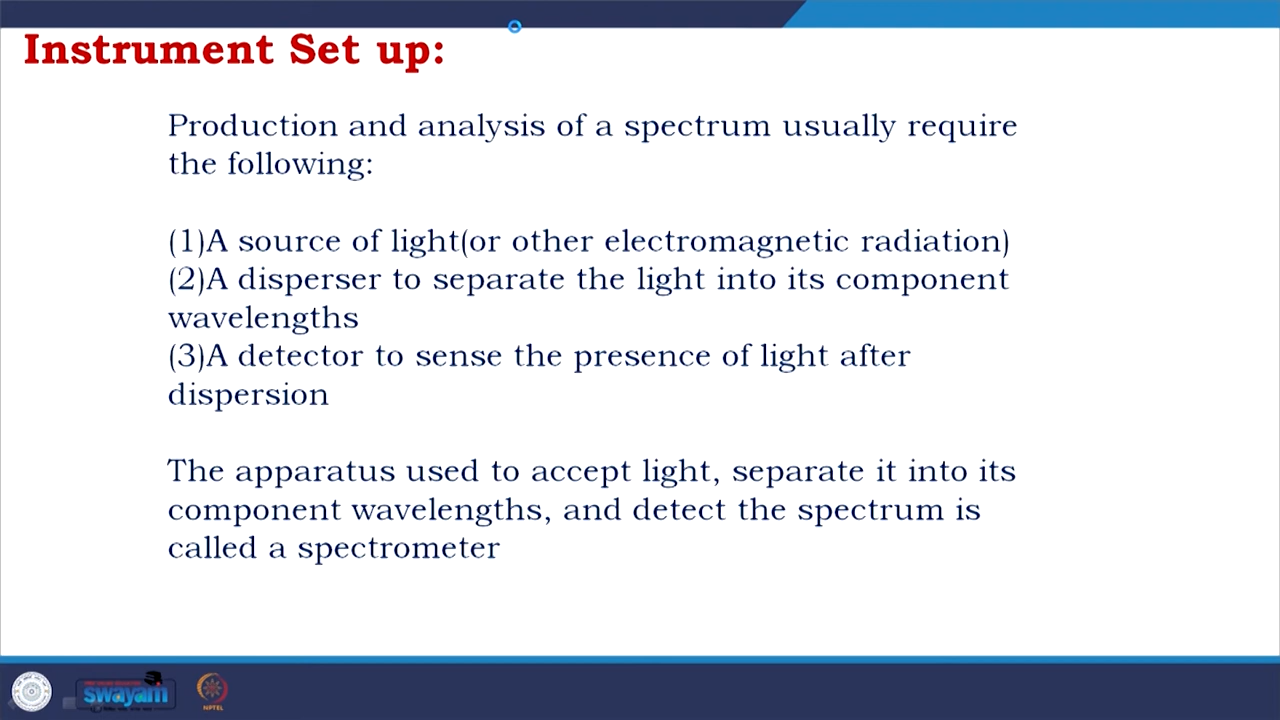 Instrument Set up:
Production and analysis of a spectrum usually require
the following:
(1)A source of light(or other electromagnetic radiation)
(2)A disperser to separate the light into its component
wavelengths
(3)A detector to sense the presence of light after
dispersion
The apparatus used to accept light, separate it into its
component wavelengths, and detect the spectrum is
called a spectrometer
swayam
NPTEL